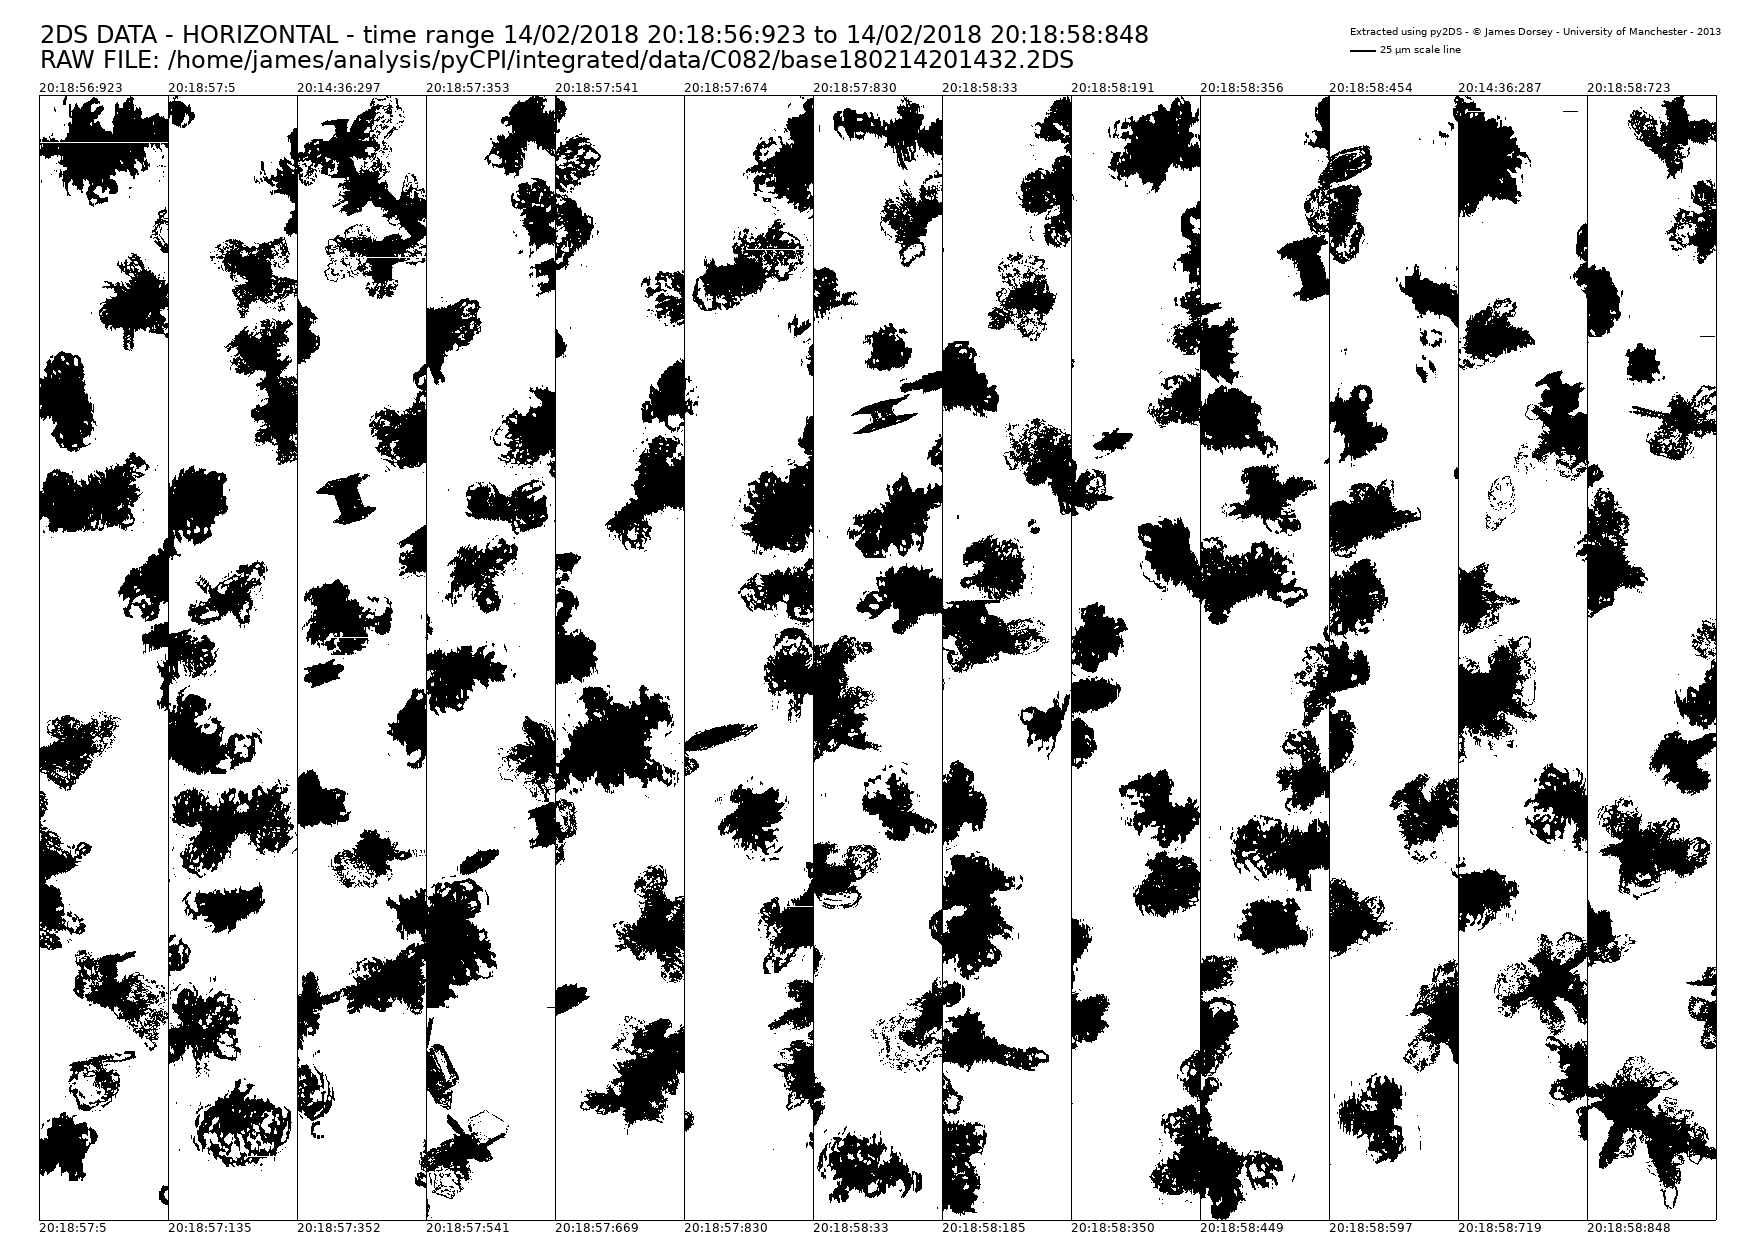 2DS DATA - HORIZONTAL - time range 14/02/2018 20:18:56:923 to 14/02/2018 20:18:58:848
RAW FILE: /home/james/analysis/pyCPI/integrated/data/C082/base180214201432.2DS
Extracted using py2DS - © James Dorsey - University of Manchester - 2013
25 µm scale line
20:18:56:923 20:18:57:5 20:14:36:297 20:18:57:353 20:18:57:541 20:18:57:674 20:18:57:830 20:18:58:33 20:18:58:191 20:18:58:356 20:18:58:454 20:14:36:287 20:18:58:723
20:18:57:5 20:18:57:135 20:18:57:352 20:18:57:541 20:18:57:669 20:18:57:830 20:18:58:33 20:18:58:185 20:18:58:350 20:18:58:449 20:18:58:597 20:18:58:719 20:18:58:848